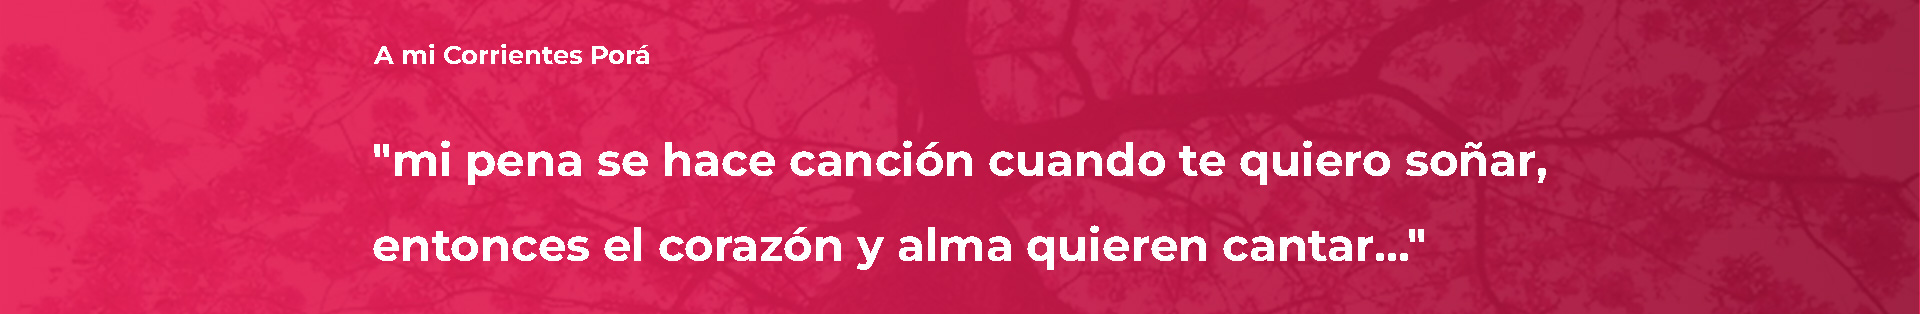 A mi Corrientes Porá
"mi pena se hace canción cuando te quiero soñar,
entonces el corazón y alma quieren cantar..."